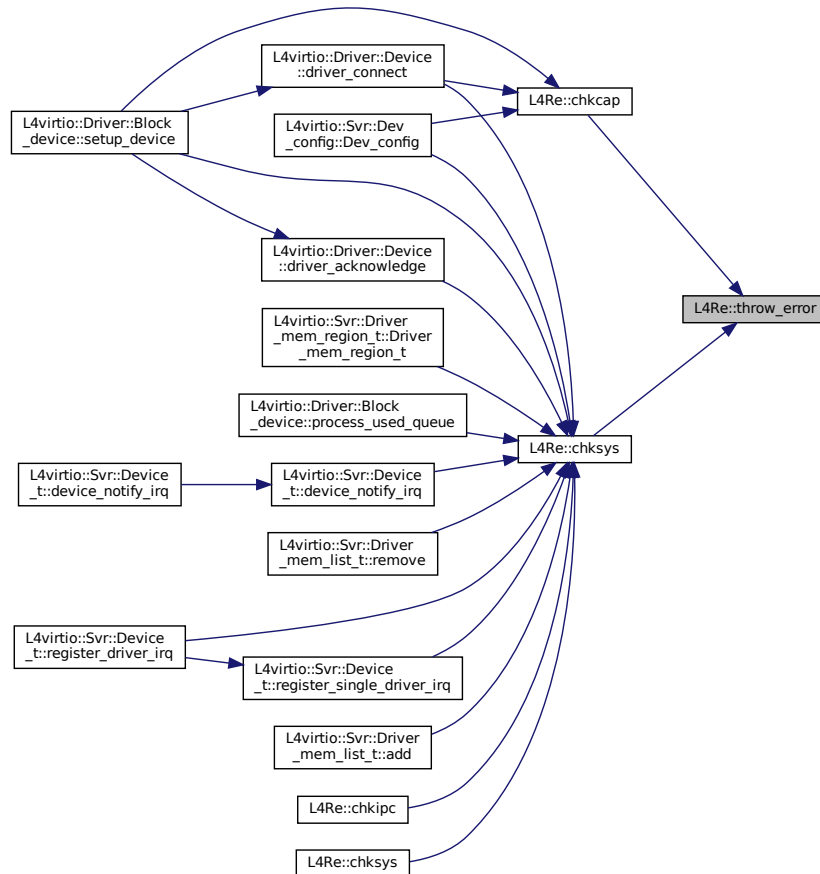 L4virtio::Driver::Device
::driver_connect
L4Re::chkcap
L4virtio::Driver::Block
_device::setup_device
L4virtio::Svr::Dev
_config::Dev_config
L4virtio::Driver::Device
::driver_acknowledge
L4Re::throw_error
L4virtio::Svr::Driver
_mem_region_t::Driver
_mem_region_t
L4virtio::Driver::Block
_device::process_used_queue
L4Re::chksys
L4virtio::Svr::Device
_t::device_notify_irq
L4virtio::Svr::Device
_t::device_notify_irq
L4virtio::Svr::Driver
_mem_list_t::remove
L4virtio::Svr::Device
_t::register_driver_irq
L4virtio::Svr::Device
_t::register_single_driver_irq
L4virtio::Svr::Driver
_mem_list_t::add
L4Re::chkipc
L4Re::chksys